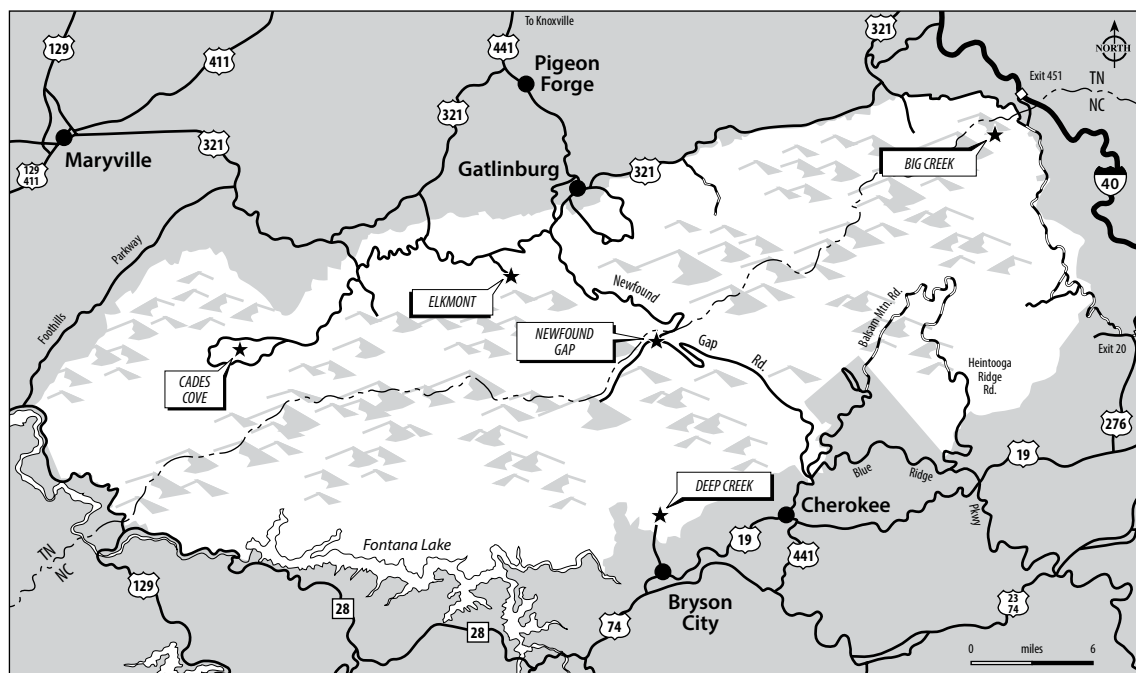 To Knoxville
129
411
441
321
NORTH
Pigeon
Forge
Exit 451
TN
NC
321
Maryville
321
129
411
Gatlinburg
321
BIG CREEK
40
Parkway
Foothills
ELKMONT
Newfound
NEWFOUND
GAP
Gap
Rd.
Balsam Mtn. Rd.
Exit 20
CADES
COVE
Heintooga
Ridge
Rd.
276
19
Blue
Ridge
Pkwy
DEEP CREEK
Cherokee
19
441
TN
NC
Fontana Lake
129
28
28
74
Bryson
City
23
74
0
miles
6